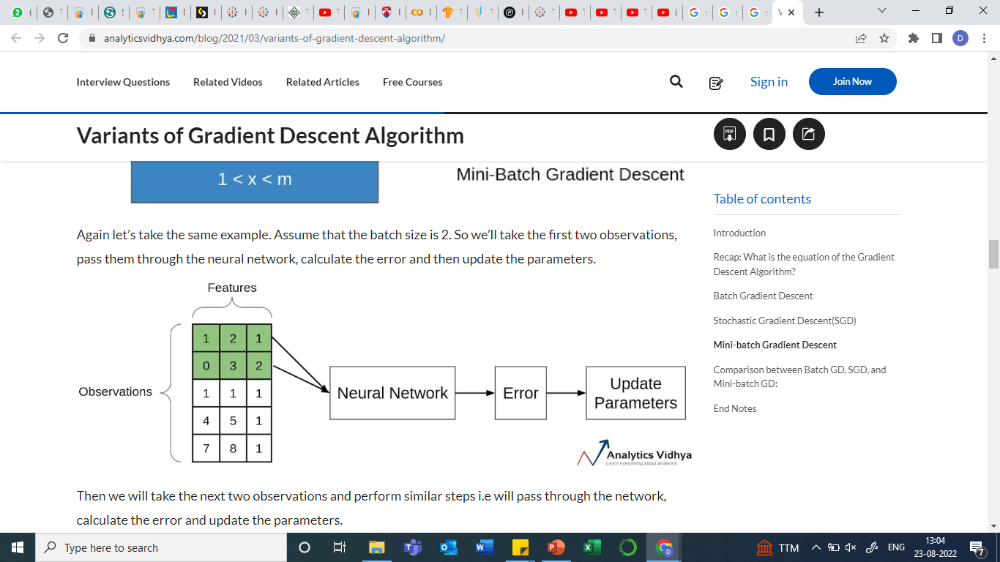 analyticsvidhya.com/blog/2021/03/variants-of-gradient-descent-algorithm/
D
Interview Questions Related Videos Related Articles Free Courses Sign in Join Now
Variants of Gradient Descent Algorithm
PDF
1 < x < m
Mini-Batch Gradient Descent
Again let’s take the same example. Assume that the batch size is 2. So we’ll take the first two observations,
pass them through the neural network, calculate the error and then update the parameters.
Features
Observations
1 2 1
0 3 2
1 1 1
4 5 1
7 8 1
Neural Network
Error
Update
Parameters
Analytics Vidhya
Learn everything about analytics
Then we will take the next two observations and perform similar steps i.e will pass through the network,
calculate the error and update the parameters.
Table of contents
Introduction
Recap: What is the equation of the Gradient
Descent Algorithm?
Batch Gradient Descent
Stochastic Gradient Descent(SGD)
Mini-batch Gradient Descent
Comparison between Batch GD, SGD, and
Mini-batch GD:
End Notes
Type here to search
TTM
ENG
13:04
23-08-2022
7